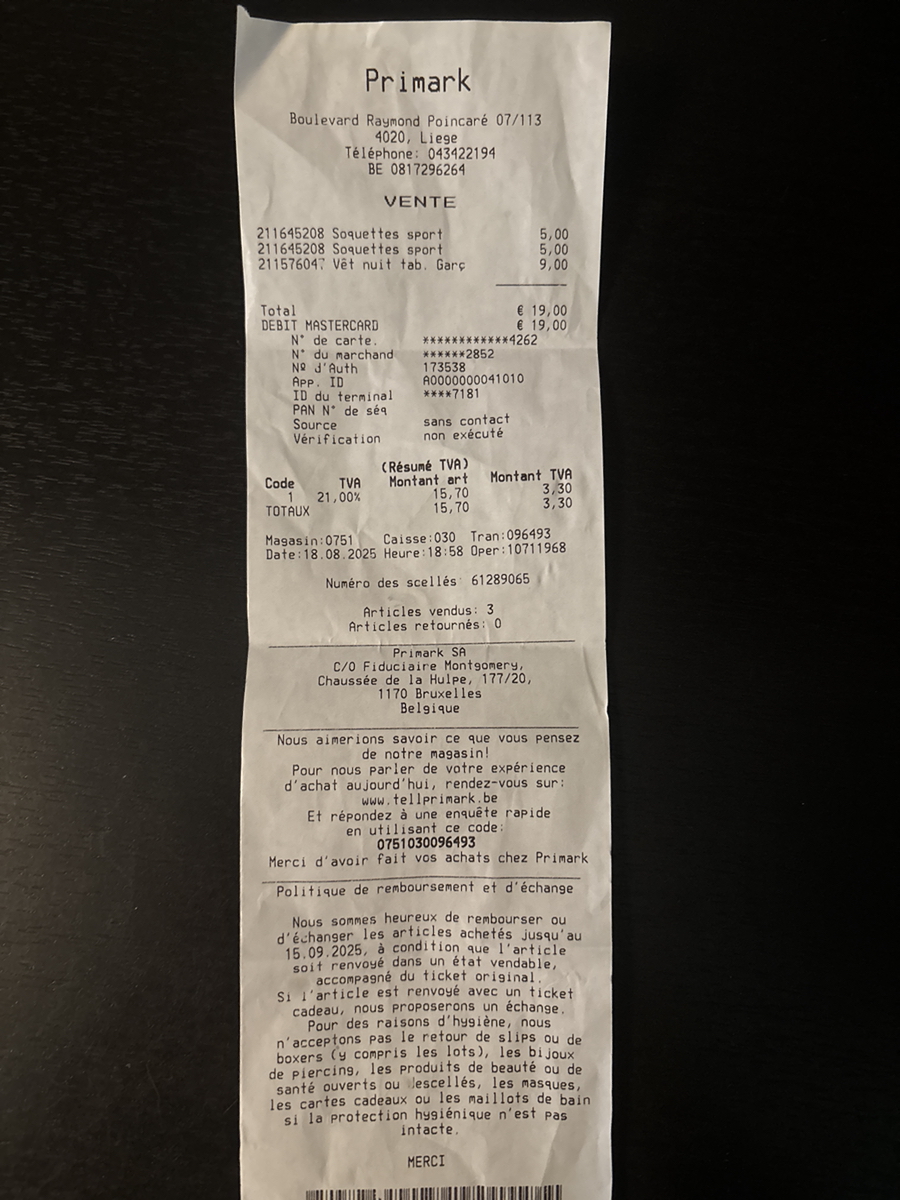 Primark
Boulevard Raymond Poincaré 07/113
4020, Liege
Téléphone: 043422194
BE 0817296264
VENTE
211645208 Soquettes sport 5,00
211645208 Soquettes sport 5,00
211576047 Vêt nuit tab. Garç 9,00
Total € 19,00
DEBIT MASTERCARD € 19,00
N° de carte. ************4262
N° du marchand ******2852
Nº d'Auth 173538
App. ID A0000000041010
ID du terminal ****7181
PAN N° de séq
Source sans contact
Vérification non exécuté
(Résumé TVA)
Code TVA Montant art Montant TVA
1 21,00% 15,70 3,30
TOTAUX 15,70 3,30
Magasin:0751 Caisse:030 Tran:096493
Date:18.08.2025 Heure:18:58 Oper:10711968
Numéro des scellés 61289065
Articles vendus: 3
Articles retournés: 0
Primark SA
C/O Fiduciaire Montgomery,
Chaussée de la Hulpe, 177/20,
1170 Bruxelles
Belgique
Nous aimerions savoir ce que vous pensez
de notre magasin!
Pour nous parler de votre expérience
d'achat aujourd'hui, rendez-vous sur:
www.tellprimark.be
Et répondez à une enquête rapide
en utilisant ce code:
0751030096493
Merci d'avoir fait vos achats chez Primark
Politique de remboursement et d'échange
Nous sommes heureux de rembourser ou
d'échanger les articles achetés jusqu'au
15.09.2025, à condition que l'article
soit renvoyé dans un état vendable,
accompagné du ticket original.
Si l'article est renvoyé avec un ticket
cadeau, nous proposerons un échange.
Pour des raisons d'hygiène, nous
n'acceptons pas le retour de slips ou de
boxers (y compris les lots), les bijoux
de piercing, les produits de beauté ou de
santé ouverts ou descellés, les masques,
les cartes cadeaux ou les maillots de bain
si la protection hygiénique n'est pas
intacte.
MERCI